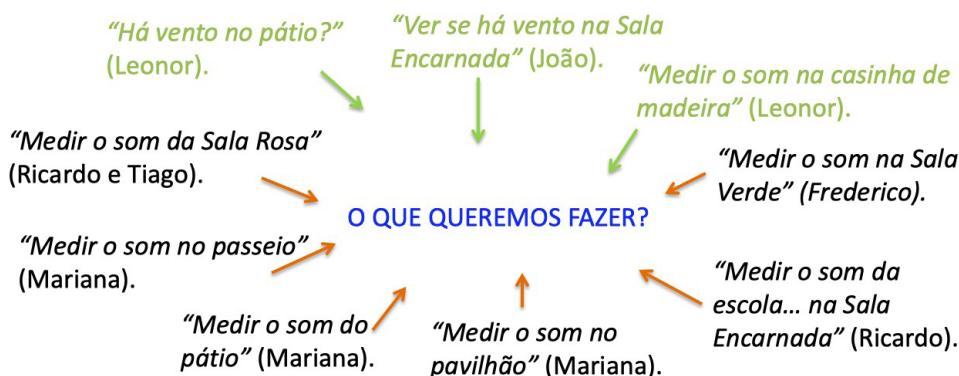 “Há vento no pátio?”
(Leonor).
“Ver se há vento na Sala
Encarnada” (João).
“Medir o som na casinha de
madeira” (Leonor).
“Medir o som da Sala Rosa”
(Ricardo e Tiago).
“Medir o som na Sala
Verde” (Frederico).
O QUE QUEREMOS FAZER?
“Medir o som no passeio”
(Mariana).
“Medir o som da
escola... na Sala
Encarnada” (Ricardo).
“Medir o som do
pátio” (Mariana).
“Medir o som no
pavilhão” (Mariana).